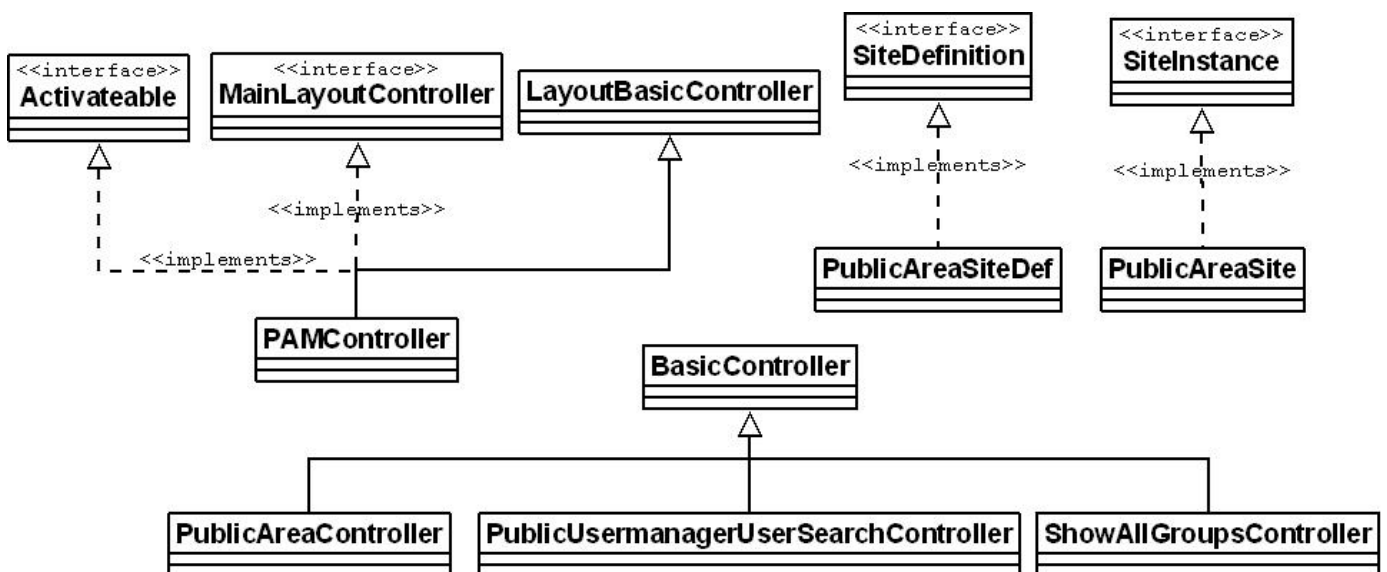 <<interface>>
Activateable
<<interface>>
MainLayoutController
LayoutBasicController
<<interface>>
SiteDefinition
<<interface>>
SiteInstance
<<implements>>
<<implements>>
<<implements>>
<<implements>>
PAMController
PublicAreaSiteDef
PublicAreaSite
BasicController
PublicAreaController
PublicUsermanagerUserSearchController
ShowAllGroupsController